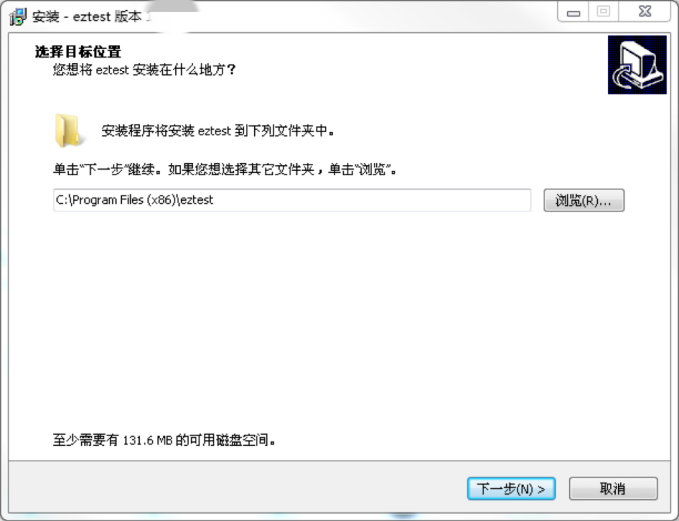 安装 - eztest 版本
选择目标位置
您想将 eztest 安装在什么地方？
安装程序将安装 eztest 到下列文件夹中。
单击“下一步”继续。如果您想选择其它文件夹，单击“浏览”。
C:\Program Files (x86)\eztest
浏览(R)...
至少需要有 131.6 MB 的可用磁盘空间。
下一步(N) >
取消